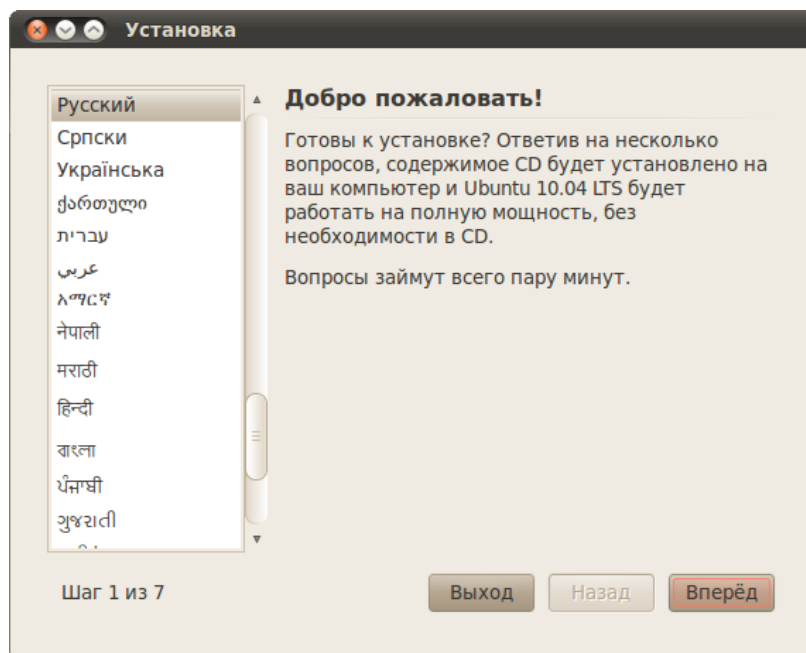 Установка
Русский
Српски
Українська
ქართული
עברית
عربي
አማርኛ
नेपाली
मराठी
हिन्दी
বাংলা
ਪੰਜਾਬੀ
ગુજરાતી
Добро пожаловать!
Готовы к установке? Ответив на несколько
вопросов, содержимое CD будет установлено на
ваш компьютер и Ubuntu 10.04 LTS будет
работать на полную мощность, без
необходимости в CD.
Вопросы займут всего пару минут.
Шаг 1 из 7
Выход
Назад
Вперёд